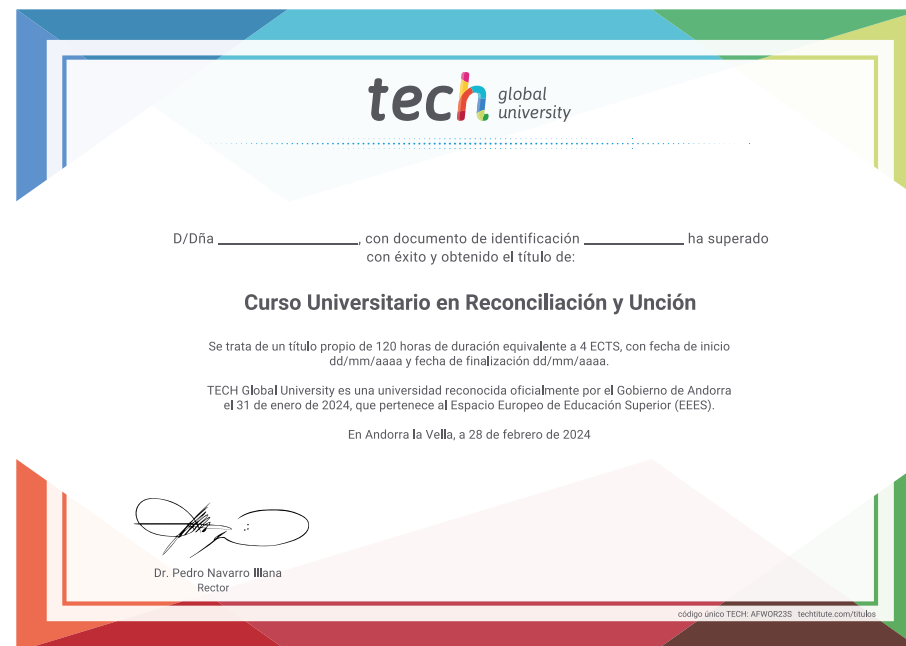 tech global university
D/Dña ____________________, con documento de identificación ______________ ha superado
con éxito y obtenido el título de:
Curso Universitario en Reconciliación y Unción
Se trata de un título propio de 120 horas de duración equivalente a 4 ECTS, con fecha de inicio
dd/mm/aaaa y fecha de finalización dd/mm/aaaa.
TECH Global University es una universidad reconocida oficialmente por el Gobierno de Andorra
el 31 de enero de 2024, que pertenece al Espacio Europeo de Educación Superior (EEES).
En Andorra la Vella, a 28 de febrero de 2024
Dr. Pedro Navarro Illana
Rector
código único TECH: AFWOR23S techtitute.com/titulos